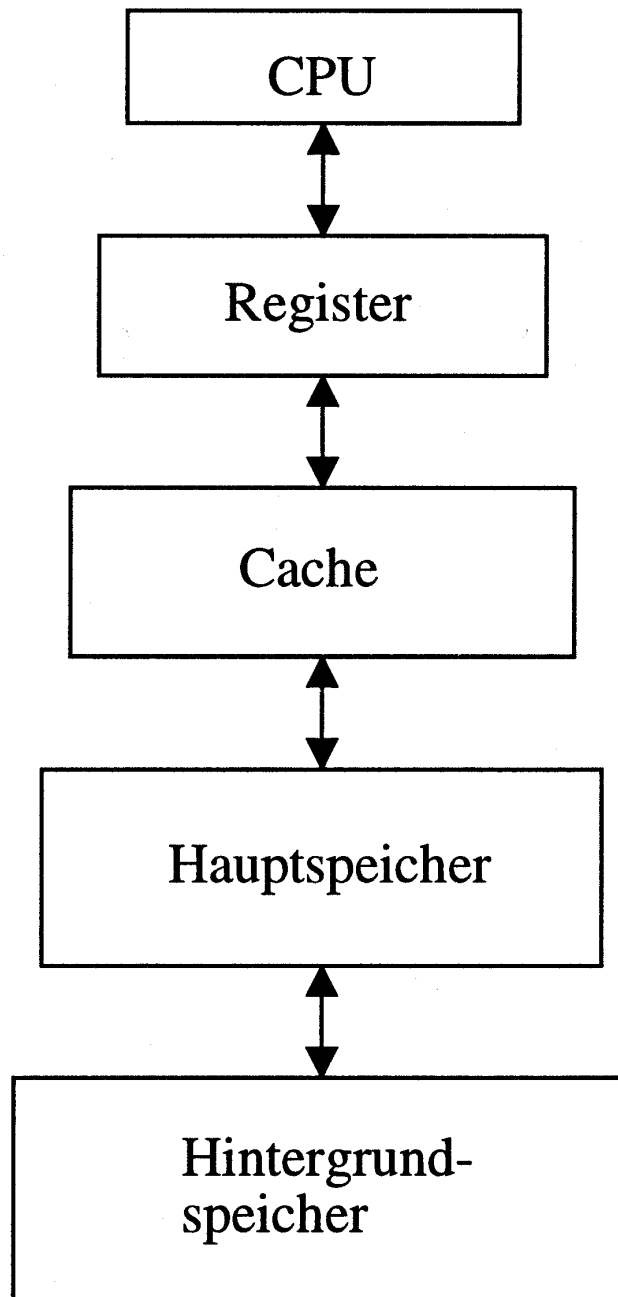 CPU
Register
Cache
Hauptspeicher
Hintergrund-
speicher